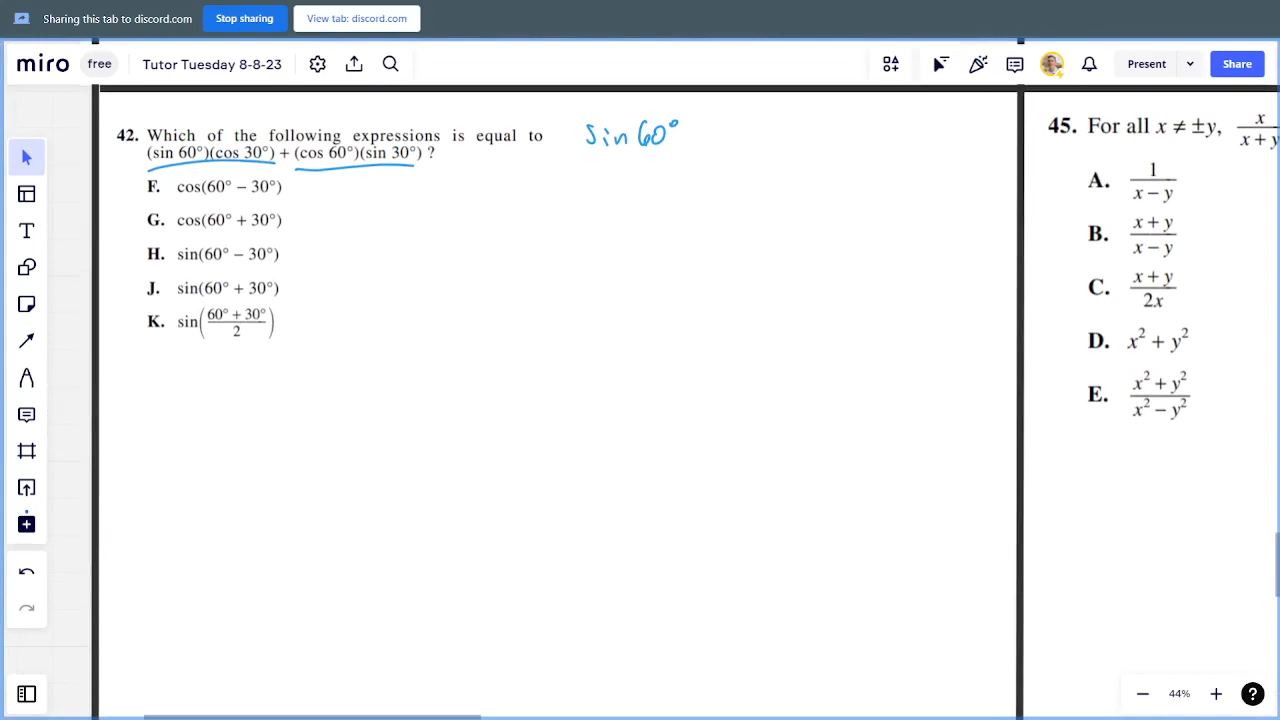 Sharing this tab to discord.com Stop sharing View tab: discord.com
miro free Tutor Tuesday 8-8-23 Present Share
42. Which of the following expressions is equal to
(sin 60°)(cos 30°) + (cos 60°)(sin 30°) ?
sin 60°
F. cos(60° − 30°)
G. cos(60° + 30°)
H. sin(60° − 30°)
J. sin(60° + 30°)
K. sin((60° + 30°)/2)
45. For all x ≠ ±y, x/(x + y
A. 1/(x − y)
B. (x + y)/(x − y)
C. (x + y)/2x
D. x² + y²
E. (x² + y²)/(x² − y²)
44%